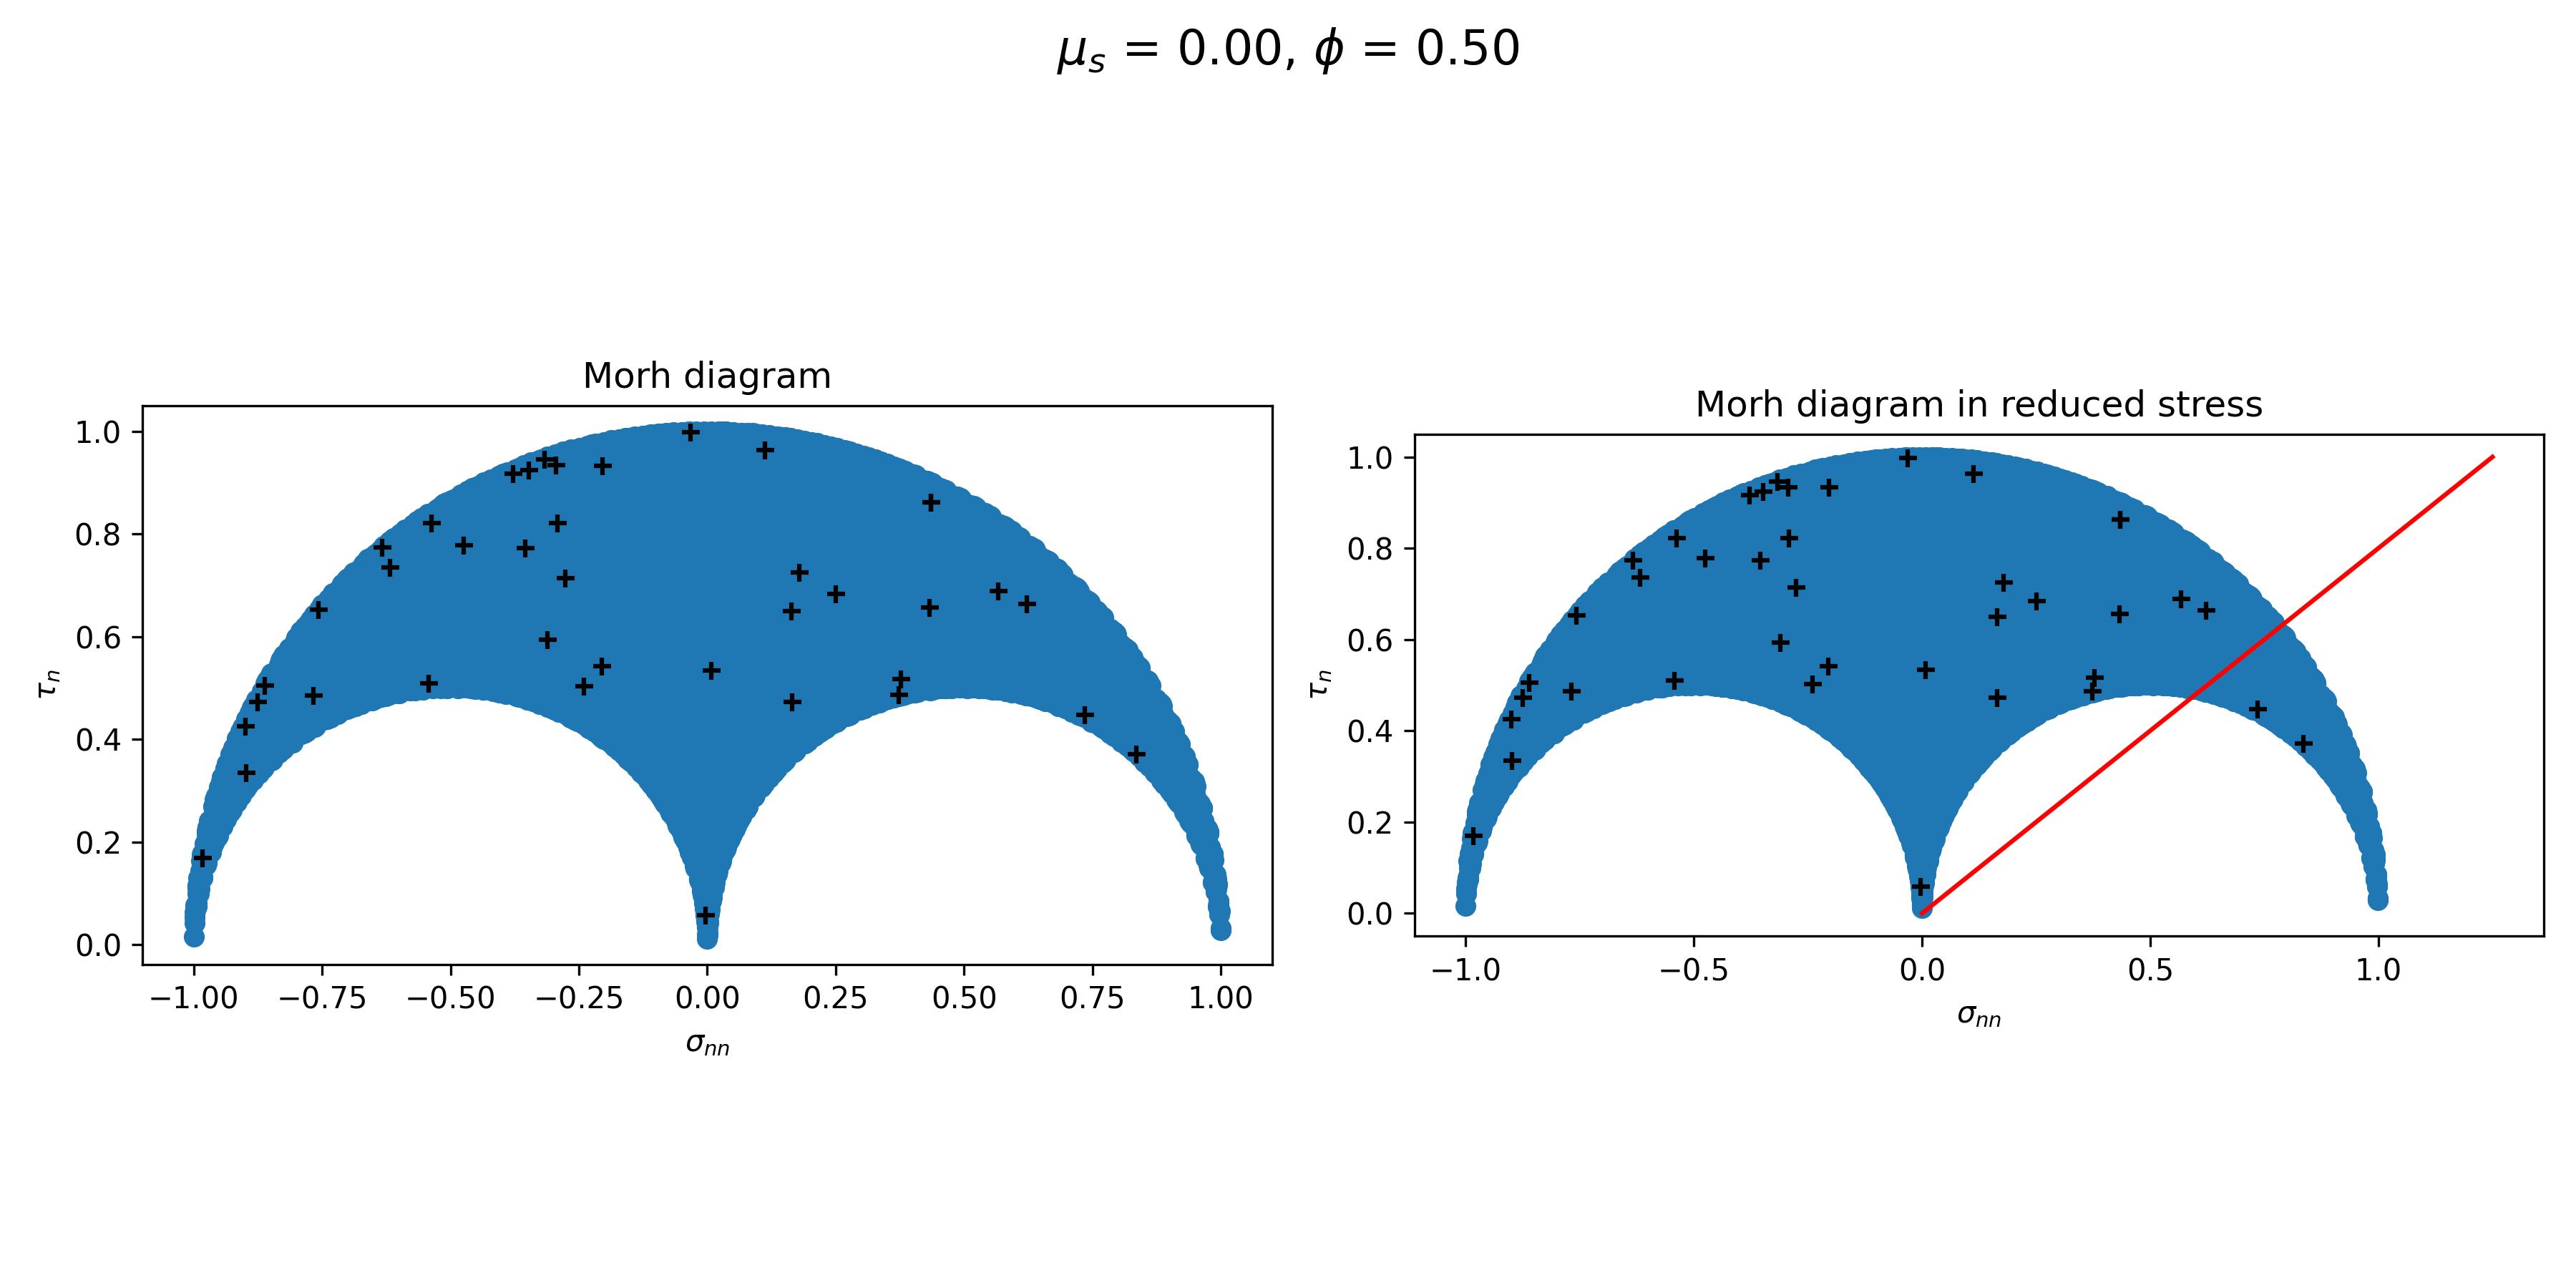 μs = 0.00, ϕ = 0.50
Morh diagram
1.0
0.8
0.6
0.4
0.2
0.0
τn
−1.00 −0.75 −0.50 −0.25 0.00 0.25 0.50 0.75 1.00
σnn
Morh diagram in reduced stress
1.0
0.8
0.6
0.4
0.2
0.0
τn
−1.0 −0.5 0.0 0.5 1.0
σnn